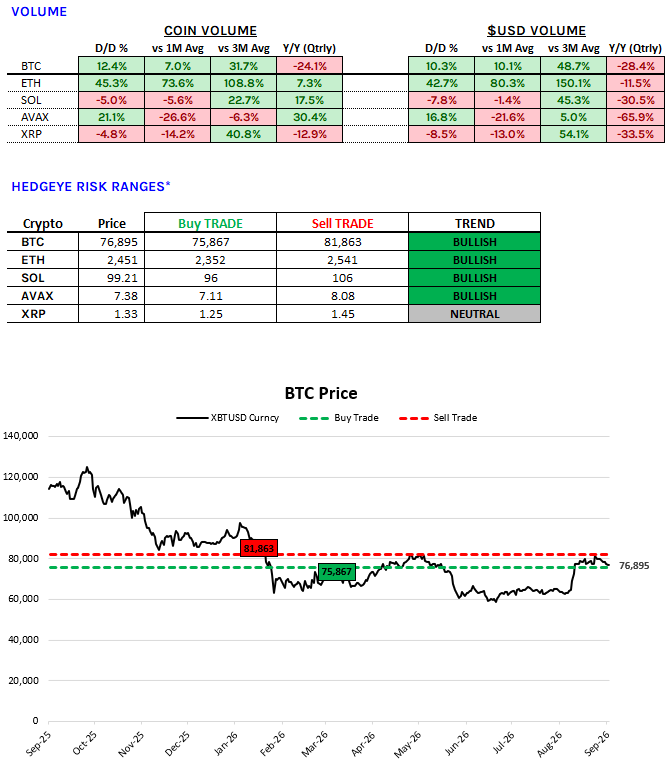 VOLUME
COIN VOLUME $USD VOLUME
D/D % vs 1M Avg vs 3M Avg Y/Y (Qtrly) D/D % vs 1M Avg vs 3M Avg Y/Y (Qtrly)
BTC 12.4% 7.0% 31.7% -24.1% 10.3% 10.1% 48.7% -28.4%
ETH 45.3% 73.6% 108.8% 7.3% 42.7% 80.3% 150.1% -11.5%
SOL -5.0% -5.6% 22.7% 17.5% -7.8% -1.4% 45.3% -30.5%
AVAX 21.1% -26.6% -6.3% 30.4% 16.8% -21.6% 5.0% -65.9%
XRP -4.8% -14.2% 40.8% -12.9% -8.5% -13.0% 54.1% -33.5%
HEDGEYE RISK RANGES*
Crypto Price Buy TRADE Sell TRADE TREND
BTC 76,895 75,867 81,863 BULLISH
ETH 2,451 2,352 2,541 BULLISH
SOL 99.21 96 106 BULLISH
AVAX 7.38 7.11 8.08 BULLISH
XRP 1.33 1.25 1.45 NEUTRAL
BTC Price
XBTUSD Curncy Buy Trade Sell Trade
140,000
120,000
100,000
81,863
80,000
75,867
76,895
60,000
40,000
20,000
0
Sep-25 Oct-25 Nov-25 Dec-25 Jan-26 Feb-26 Mar-26 Apr-26 May-26 Jun-26 Jul-26 Aug-26 Sep-26